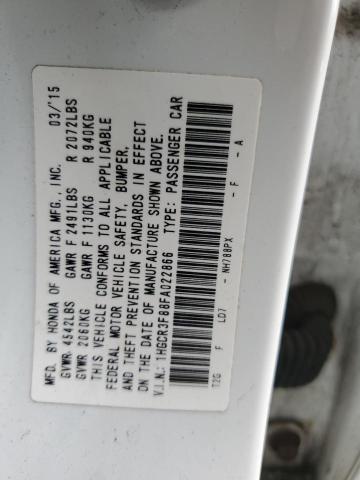 MFD. BY HONDA OF AMERICA MFG., INC. 03/'15
GVWR 4542LBS GAWR F 2491LBS R 2072LBS
GVWR 2060KG GAWR F 1130KG R 940KG
THIS VEHICLE CONFORMS TO ALL APPLICABLE
FEDERAL MOTOR VEHICLE SAFETY, BUMPER,
AND THEFT PREVENTION STANDARDS IN EFFECT
ON THE DATE OF MANUFACTURE SHOWN ABOVE.
V.I.N.: 1HGCR3F88FA022866 TYPE: PASSENGER CAR
T2G F LD7 - NH788PX - F - A